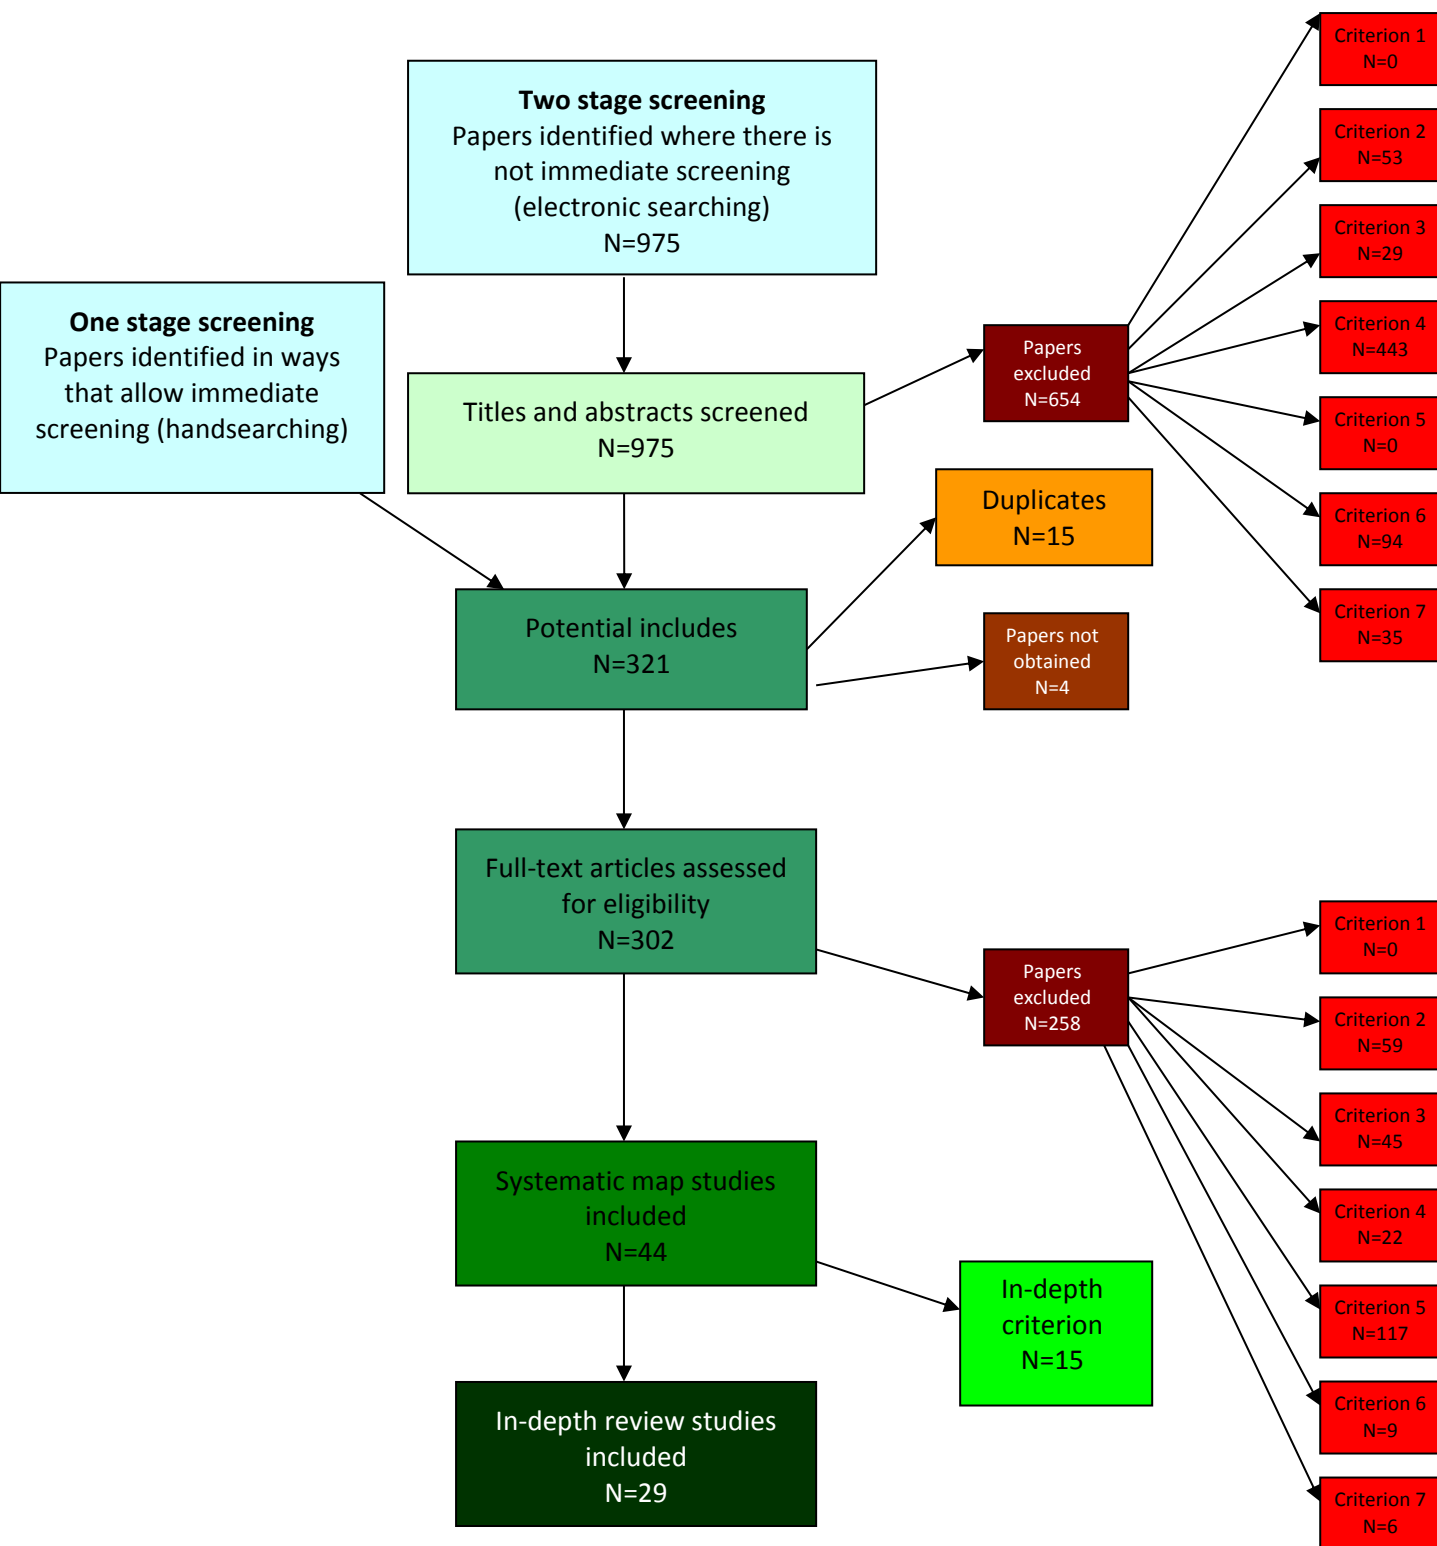 Two stage screening
Papers identified where there is
not immediate screening
(electronic searching)
N=975
One stage screening
Papers identified in ways
that allow immediate
screening (handsearching)
Titles and abstracts screened
N=975
Papers
excluded
N=654
Criterion 1
N=0
Criterion 2
N=53
Criterion 3
N=29
Criterion 4
N=443
Criterion 5
N=0
Criterion 6
N=94
Criterion 7
N=35
Duplicates
N=15
Potential includes
N=321
Papers not
obtained
N=4
Full-text articles assessed
for eligibility
N=302
Papers
excluded
N=258
Criterion 1
N=0
Criterion 2
N=59
Criterion 3
N=45
Criterion 4
N=22
Criterion 5
N=117
Criterion 6
N=9
Criterion 7
N=6
Systematic map studies
included
N=44
In-depth
criterion
N=15
In-depth review studies
included
N=29